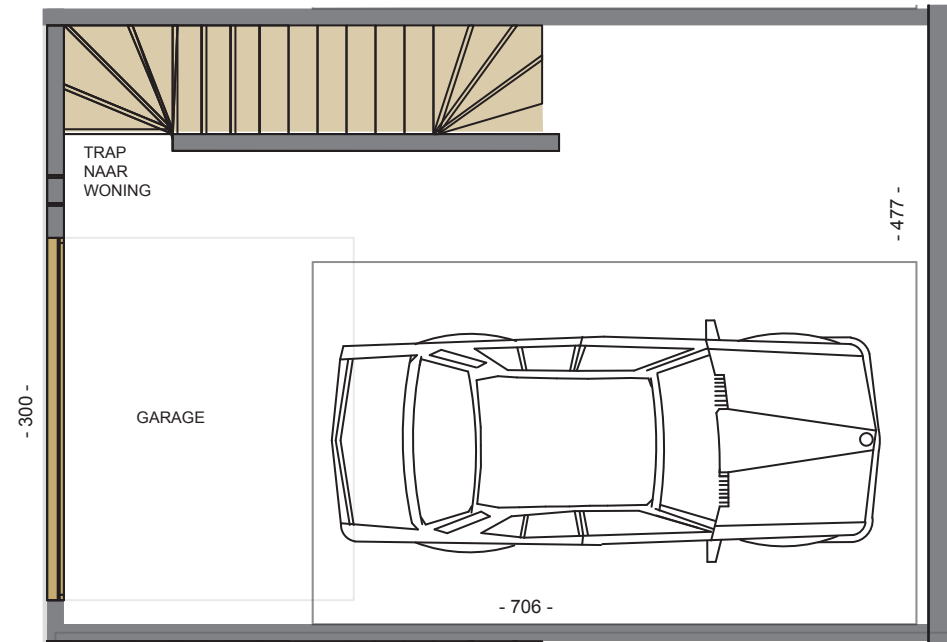 TRAP
NAAR
WONING
- 477 -
- 300 -
GARAGE
- 706 -